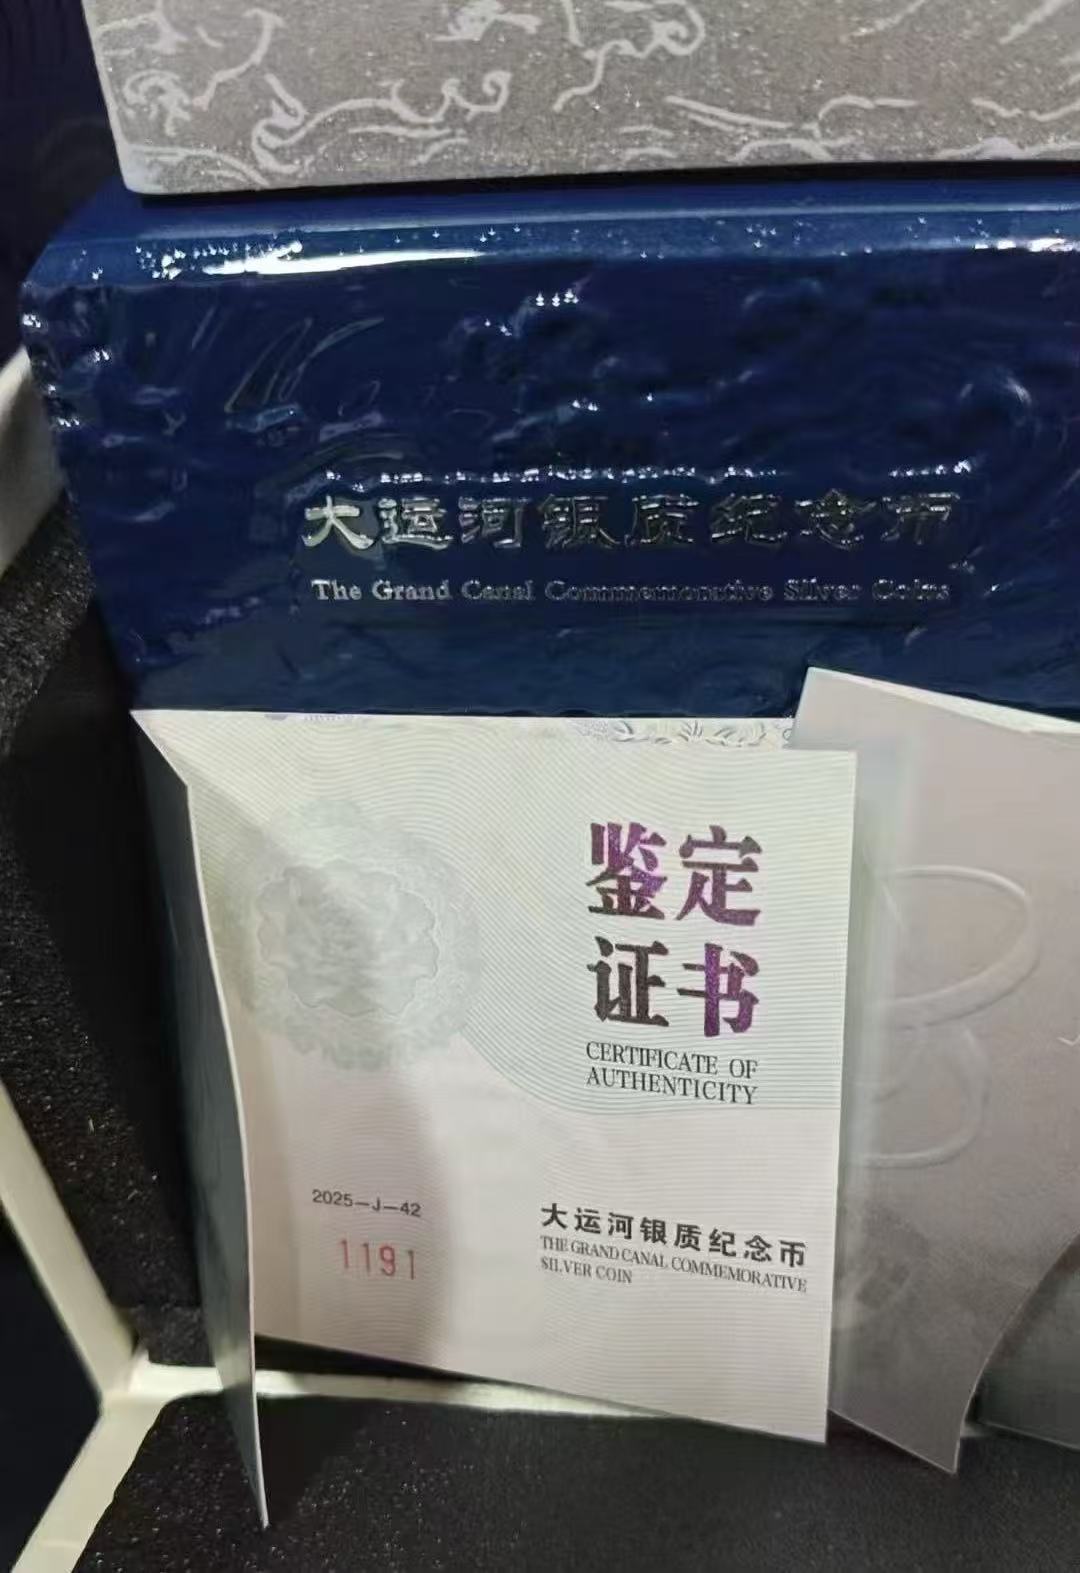 大运河银质纪念币
The Grand Canal Commemorative Silver Coins
鉴定
证书
CERTIFICATE OF
AUTHENTICITY
2025-J-42
1191
大运河银质纪念币
THE GRAND CANAL COMMEMORATIVE
SILVER COIN